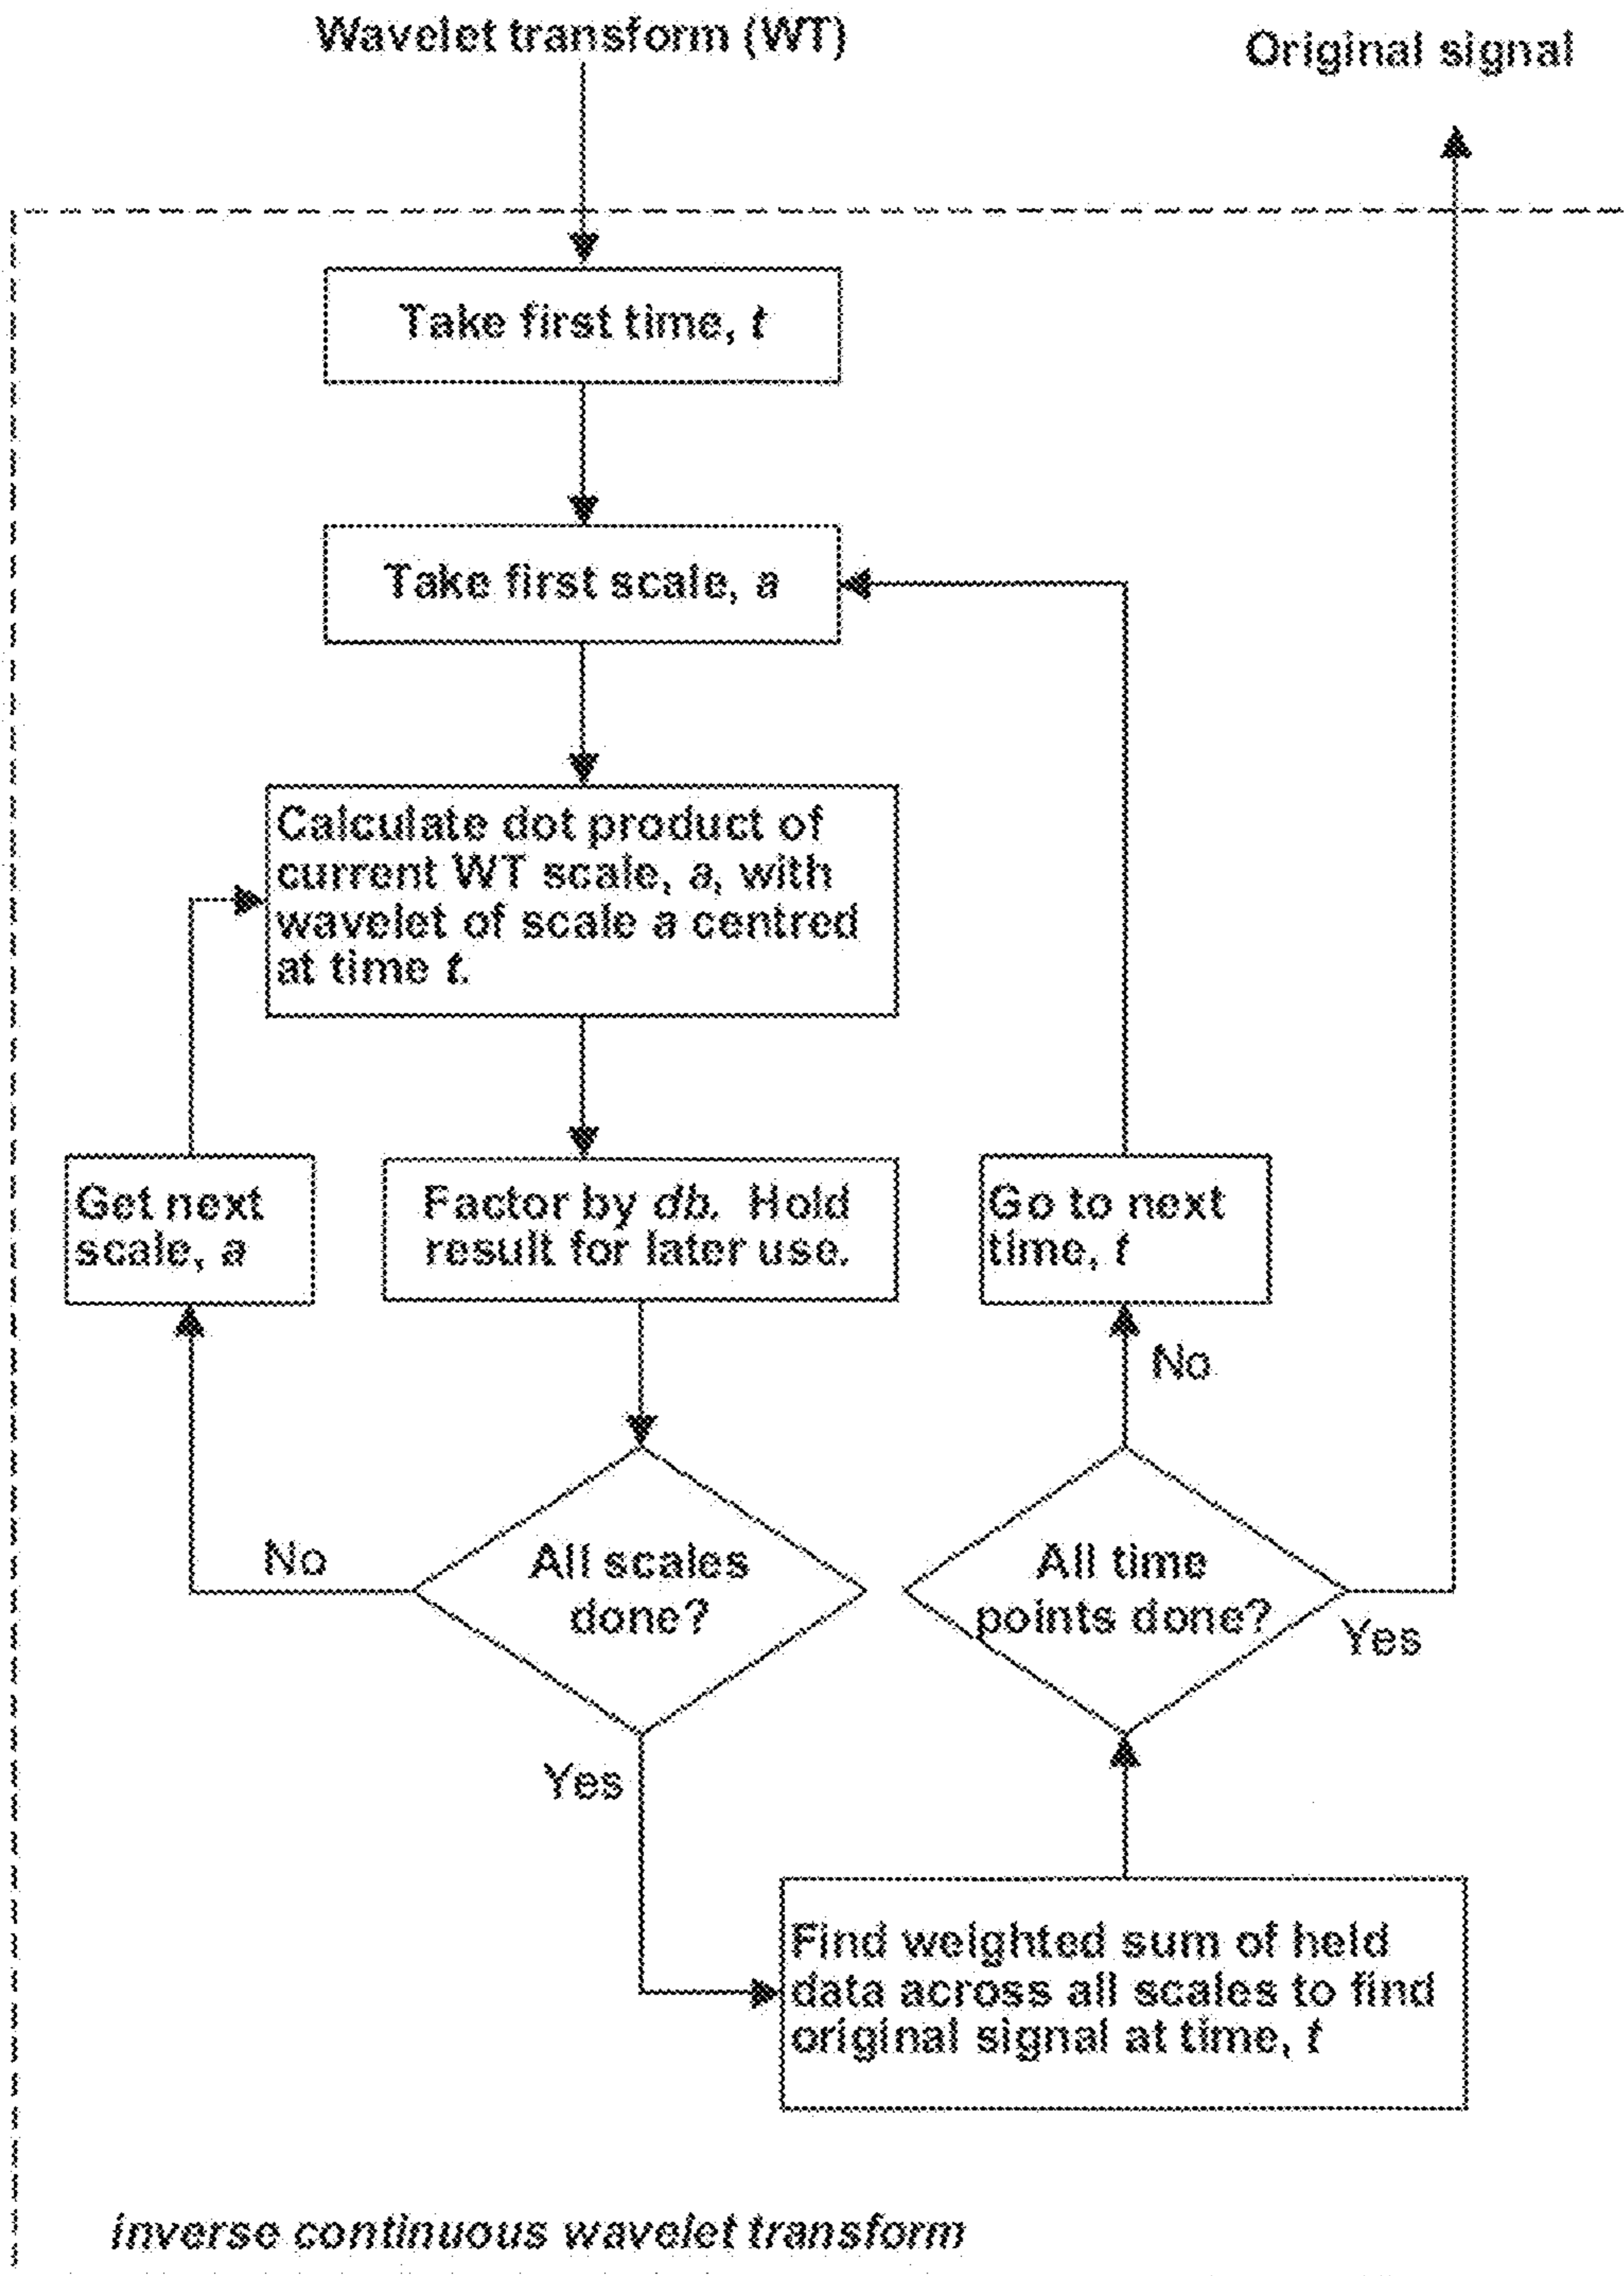 Wavelet transform (WT)
Original signal
Take first time, t
Take first scale, a
Calculate dot product of
current WT scale, a, with
wavelet of scale a centred
at time t.
Get next
scale, a
Factor by db. Hold
result for later use.
Go to next
time, t
No
No
All scales
done?
All time
points done?
Yes
Yes
Find weighted sum of held
data across all scales to find
original signal at time, t
inverse continuous wavelet transform